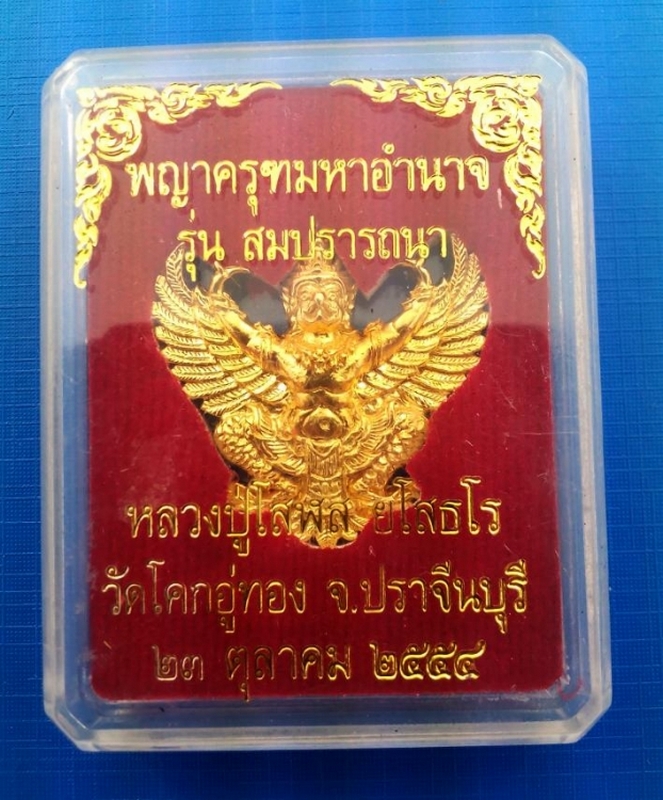 พญาครุฑมหาอำนาจ
รุ่น สมปรารถนา
หลวงปู่โสฬส ยโสธโร
วัดโคกอู่ทอง จ.ปราจีนบุรี
๒๓ ตุลาคม ๒๕๕๔